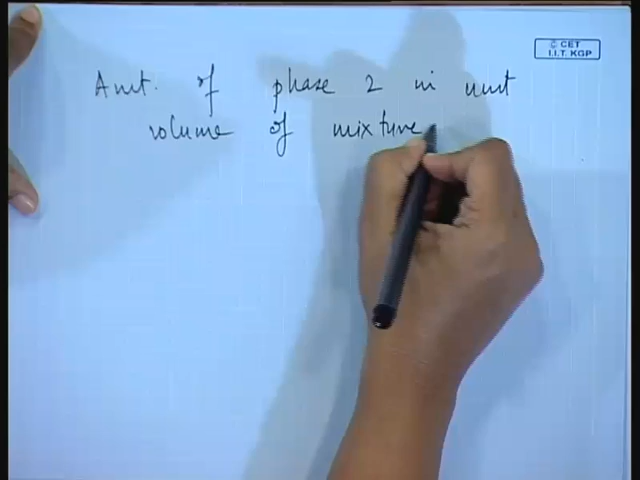 © CET
I.I.T. KGP
Amt. of phase 2 in unit
volume of mixture